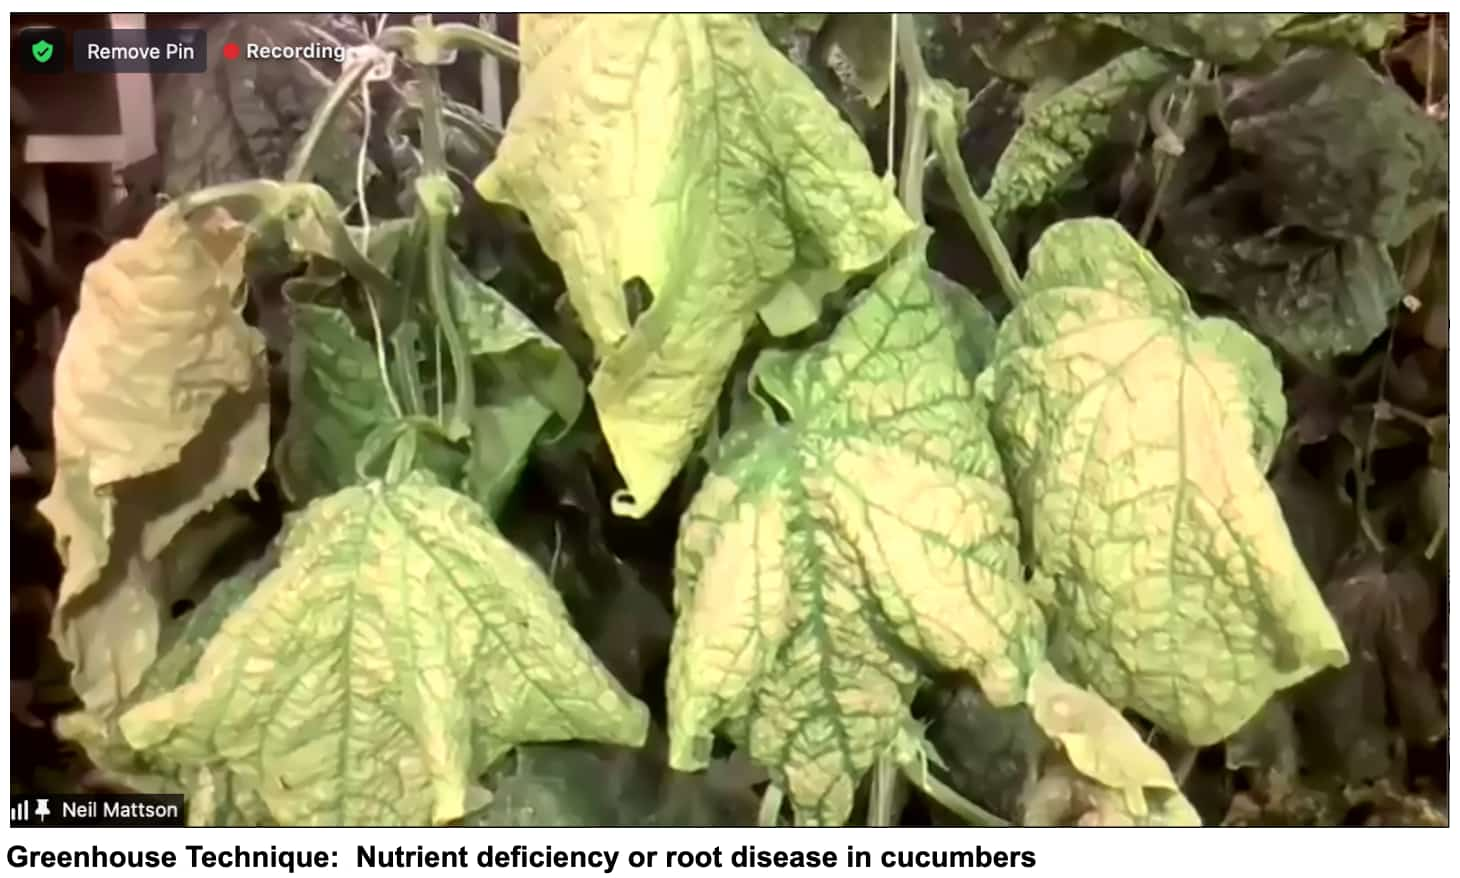 Remove Pin
Recording
Neil Mattson
Greenhouse Technique: Nutrient deficiency or root disease in cucumbers